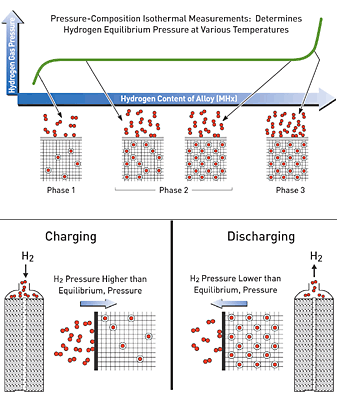 Pressure-Composition Isothermal Measurements: Determines
Hydrogen Equilibrium Pressure at Various Temperatures
Hydrogen Gas Pressure
Hydrogen Content of Alloy (MHx)
Phase 1
Phase 2
Phase 3
Charging
H2
H2 Pressure Higher than
Equilibrium, Pressure
Discharging
H2
H2 Pressure Lower than
Equilibrium, Pressure